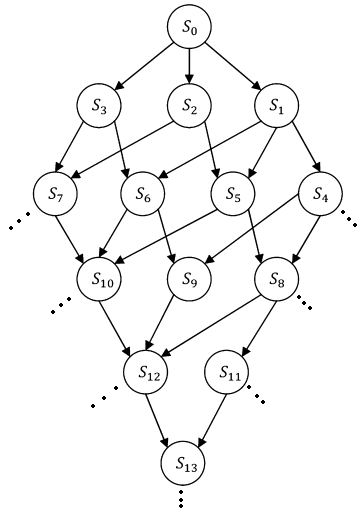 S₀
S₃ S₂ S₁
S₇ S₆ S₅ S₄
S₁₀ S₉ S₈
S₁₂ S₁₁
S₁₃